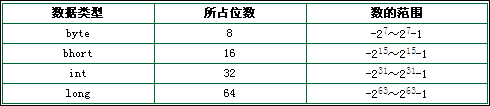 数据类型 所占位数 数的范围
byte 8 -2⁷～2⁷-1
bhort 16 -2¹⁵～2¹⁵-1
int 32 -2³¹～2³¹-1
long 64 -2⁶³～2⁶³-1